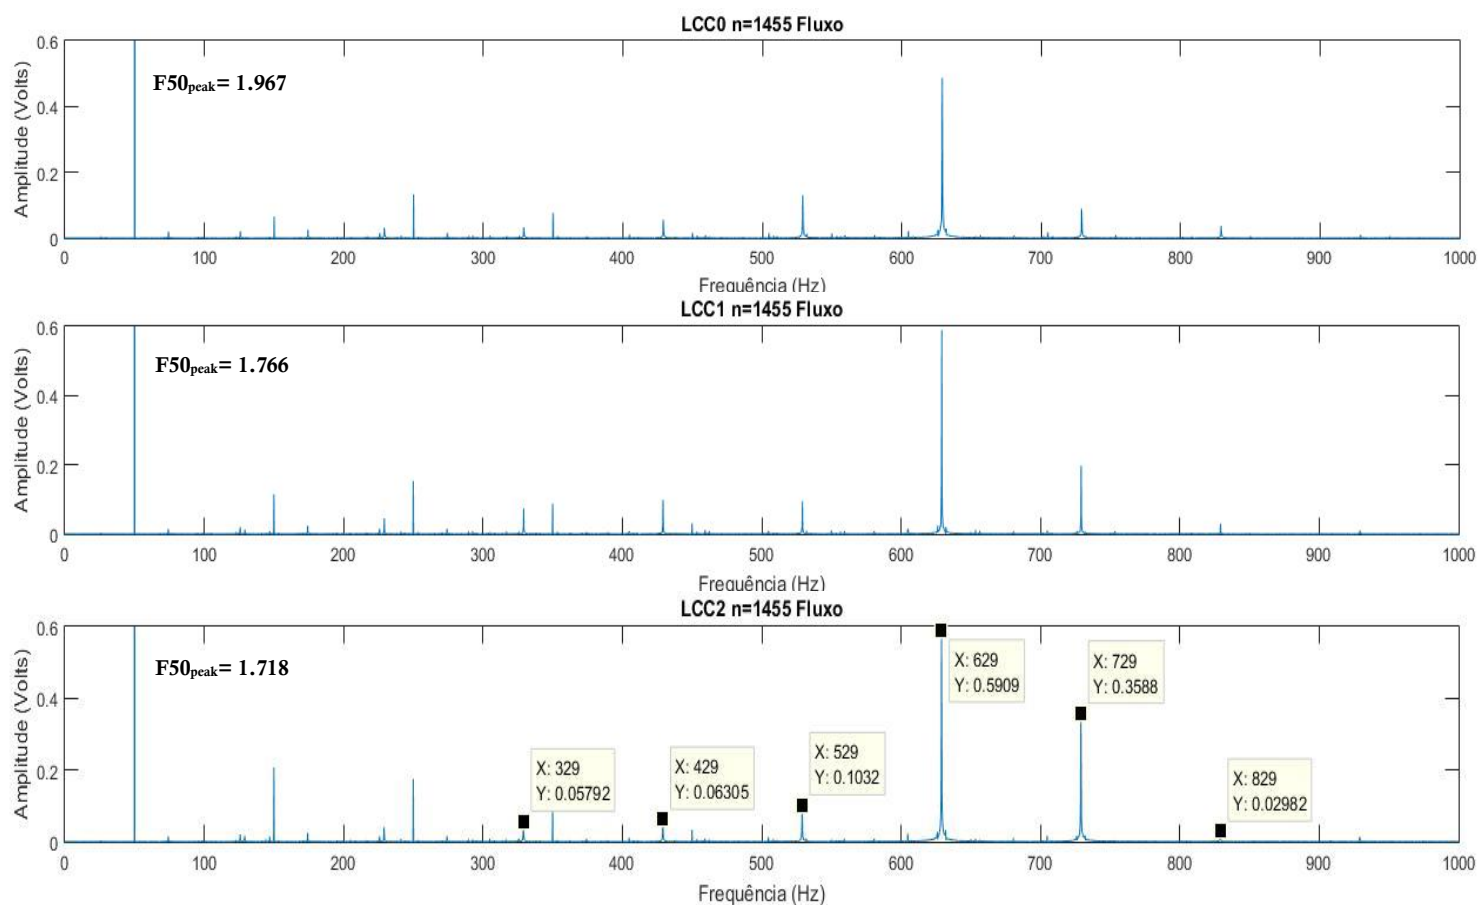 LCC0 n=1455 Fluxo
F50peak= 1.967
Amplitude (Volts)
0.6
0.4
0.2
0
0 100 200 300 400 500 600 700 800 900 1000
Frequência (Hz)
LCC1 n=1455 Fluxo
F50peak= 1.766
Amplitude (Volts)
0.6
0.4
0.2
0
0 100 200 300 400 500 600 700 800 900 1000
Frequência (Hz)
LCC2 n=1455 Fluxo
F50peak= 1.718
Amplitude (Volts)
0.6
0.4
0.2
0
X: 329
Y: 0.05792
X: 429
Y: 0.06305
X: 529
Y: 0.1032
X: 629
Y: 0.5909
X: 729
Y: 0.3588
X: 829
Y: 0.02982
0 100 200 300 400 500 600 700 800 900 1000
Frequência (Hz)